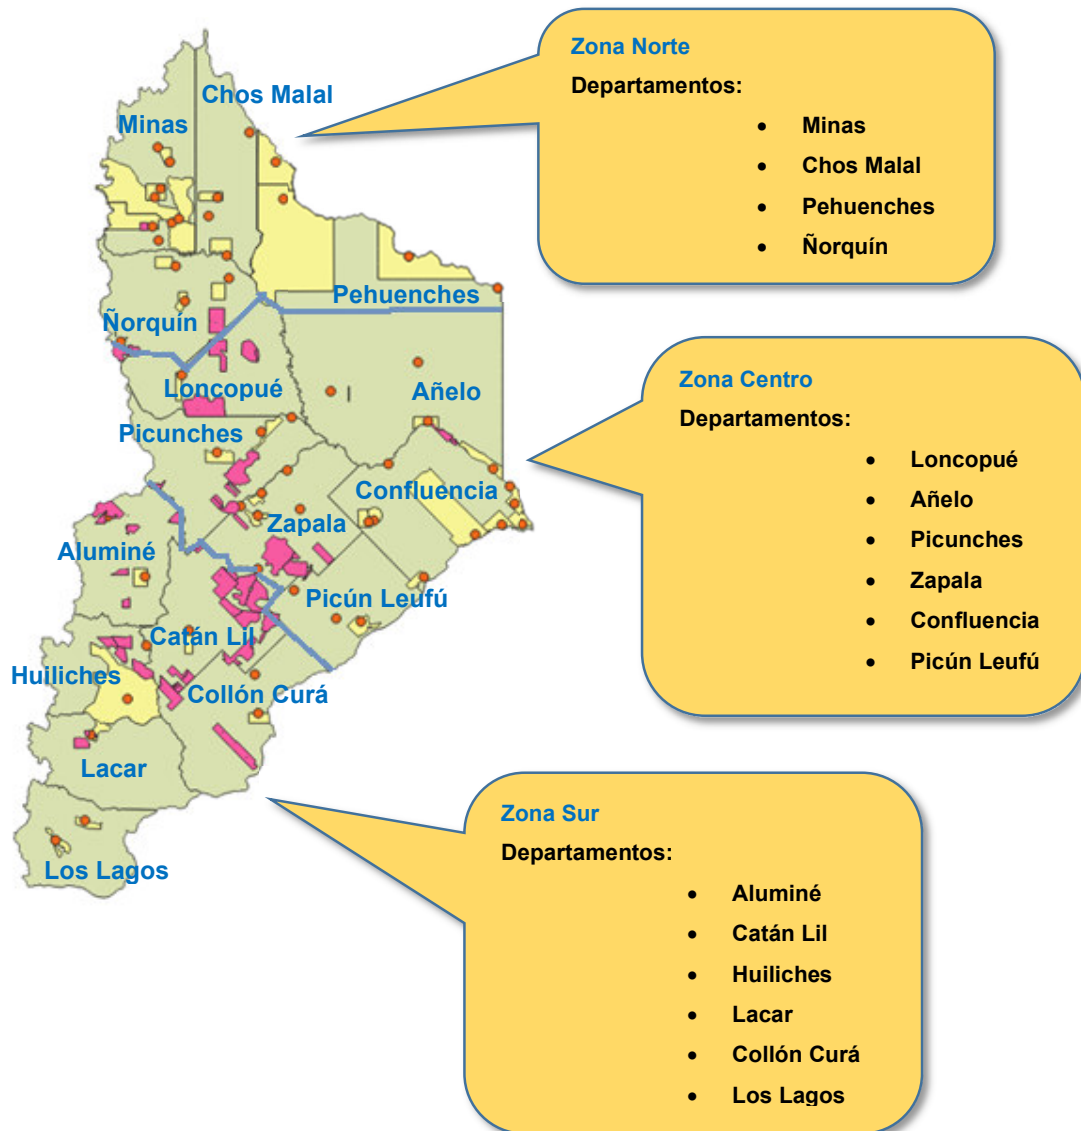 Chos Malal
Minas
Pehuenches
Ñorquín
Loncopué
Añelo
Picunches
Confluencia
Zapala
Aluminé
Picún Leufú
Catán Lil
Huiliches
Collón Curá
Lacar
Los Lagos
Zona Norte
Departamentos:
• Minas
• Chos Malal
• Pehuenches
• Ñorquín
Zona Centro
Departamentos:
• Loncopué
• Añelo
• Picunches
• Zapala
• Confluencia
• Picún Leufú
Zona Sur
Departamentos:
• Aluminé
• Catán Lil
• Huiliches
• Lacar
• Collón Curá
• Los Lagos